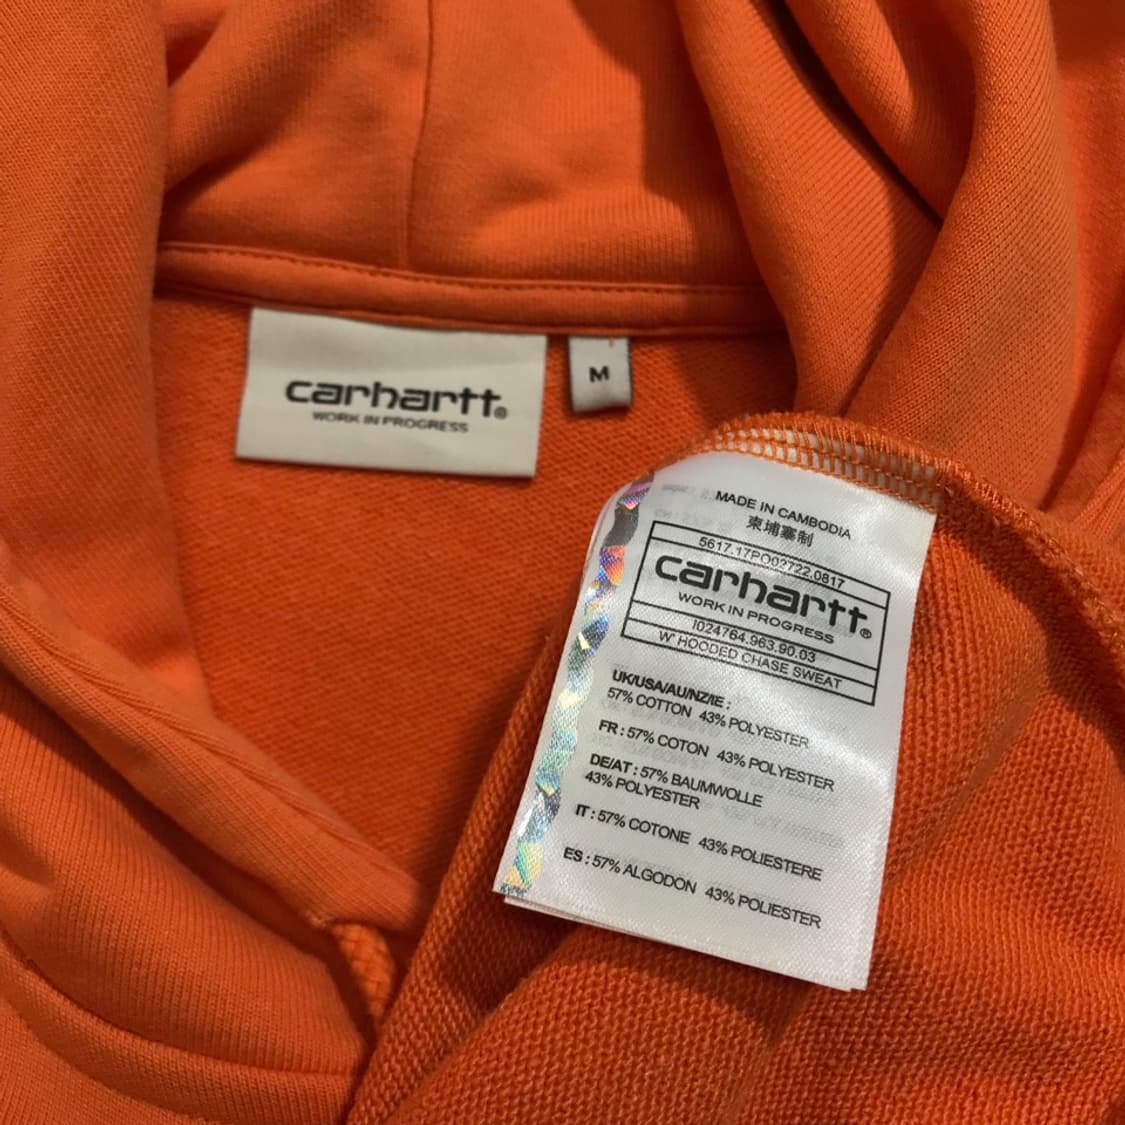 carhartt®
WORK IN PROGRESS
M
MADE IN CAMBODIA
柬埔寨制
5617.17PO02722.0817
carhartt®
WORK IN PROGRESS
I024764.963.90.03
W' HOODED CHASE SWEAT
UK/USA/AU/NZ/IE :
57% COTTON 43% POLYESTER
FR : 57% COTON 43% POLYESTER
DE/AT : 57% BAUMWOLLE
43% POLYESTER
IT : 57% COTONE 43% POLIESTERE
ES : 57% ALGODON 43% POLIESTER